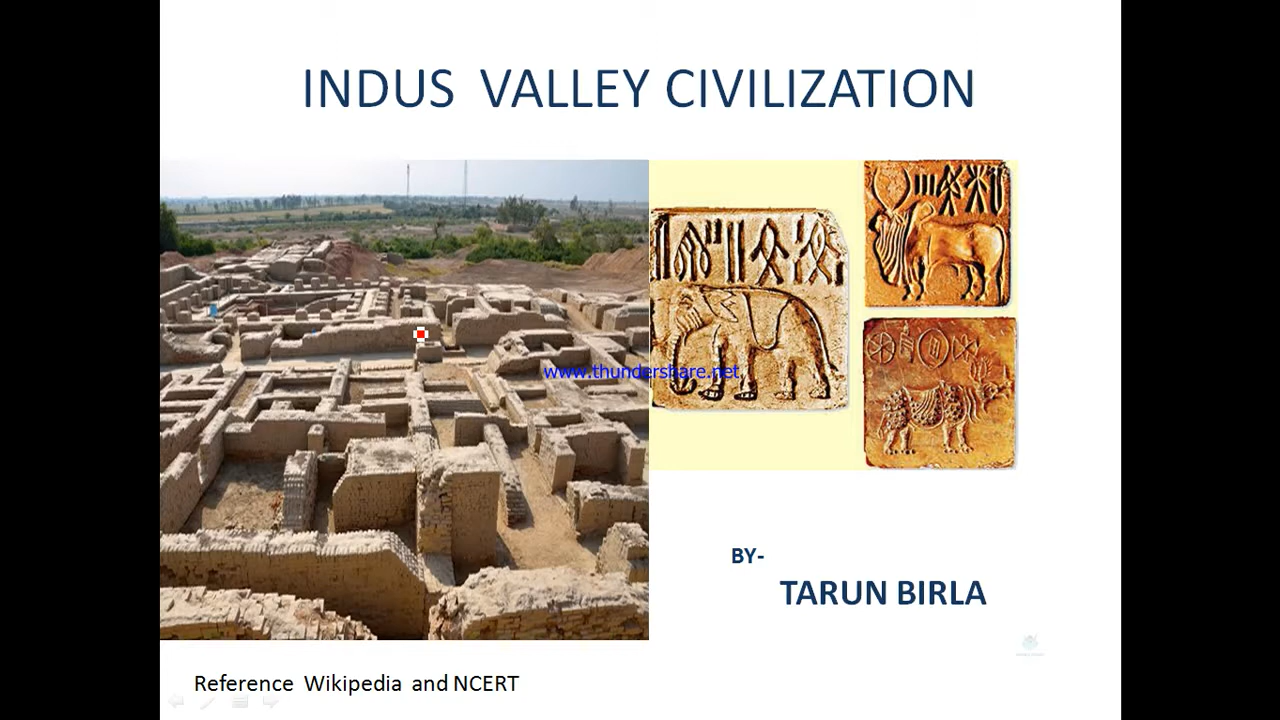 INDUS VALLEY CIVILIZATION
www.thundershare.net
BY-
TARUN BIRLA
Reference Wikipedia and NCERT